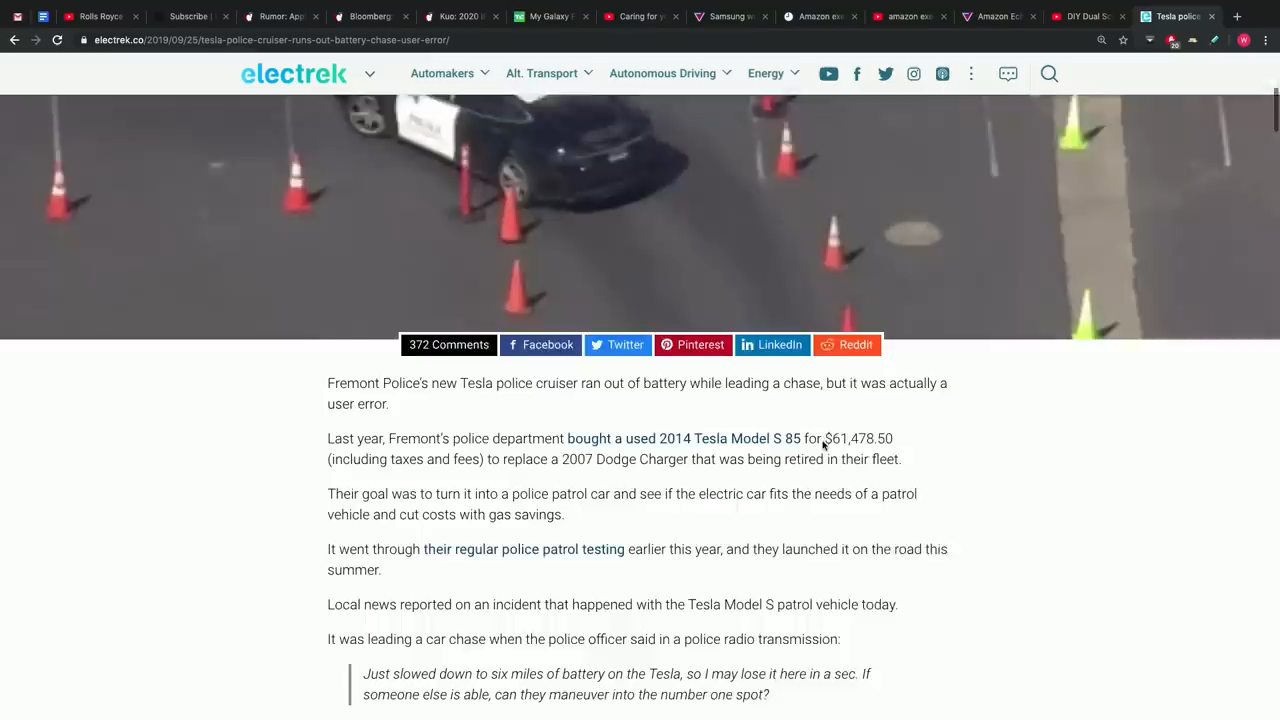 Rolls Royce
Subscribe |
Rumor: App
Bloomberg:
Kuo: 2020 i
My Galaxy
Caring for y
Samsung w
Amazon exe
amazon exe
Amazon Ech
DIY Dual Sc
Tesla police
electrek.co/2019/09/25/tesla-police-cruiser-runs-out-battery-chase-user-error/
20
W
electrek
Automakers
Alt. Transport
Autonomous Driving
Energy
372 Comments
Facebook
Twitter
Pinterest
LinkedIn
Reddit
Fremont Police’s new Tesla police cruiser ran out of battery while leading a chase, but it was actually a
user error.
Last year, Fremont’s police department bought a used 2014 Tesla Model S 85 for $61,478.50
(including taxes and fees) to replace a 2007 Dodge Charger that was being retired in their fleet.
Their goal was to turn it into a police patrol car and see if the electric car fits the needs of a patrol
vehicle and cut costs with gas savings.
It went through their regular police patrol testing earlier this year, and they launched it on the road this
summer.
Local news reported on an incident that happened with the Tesla Model S patrol vehicle today.
It was leading a car chase when the police officer said in a police radio transmission:
Just slowed down to six miles of battery on the Tesla, so I may lose it here in a sec. If
someone else is able, can they maneuver into the number one spot?